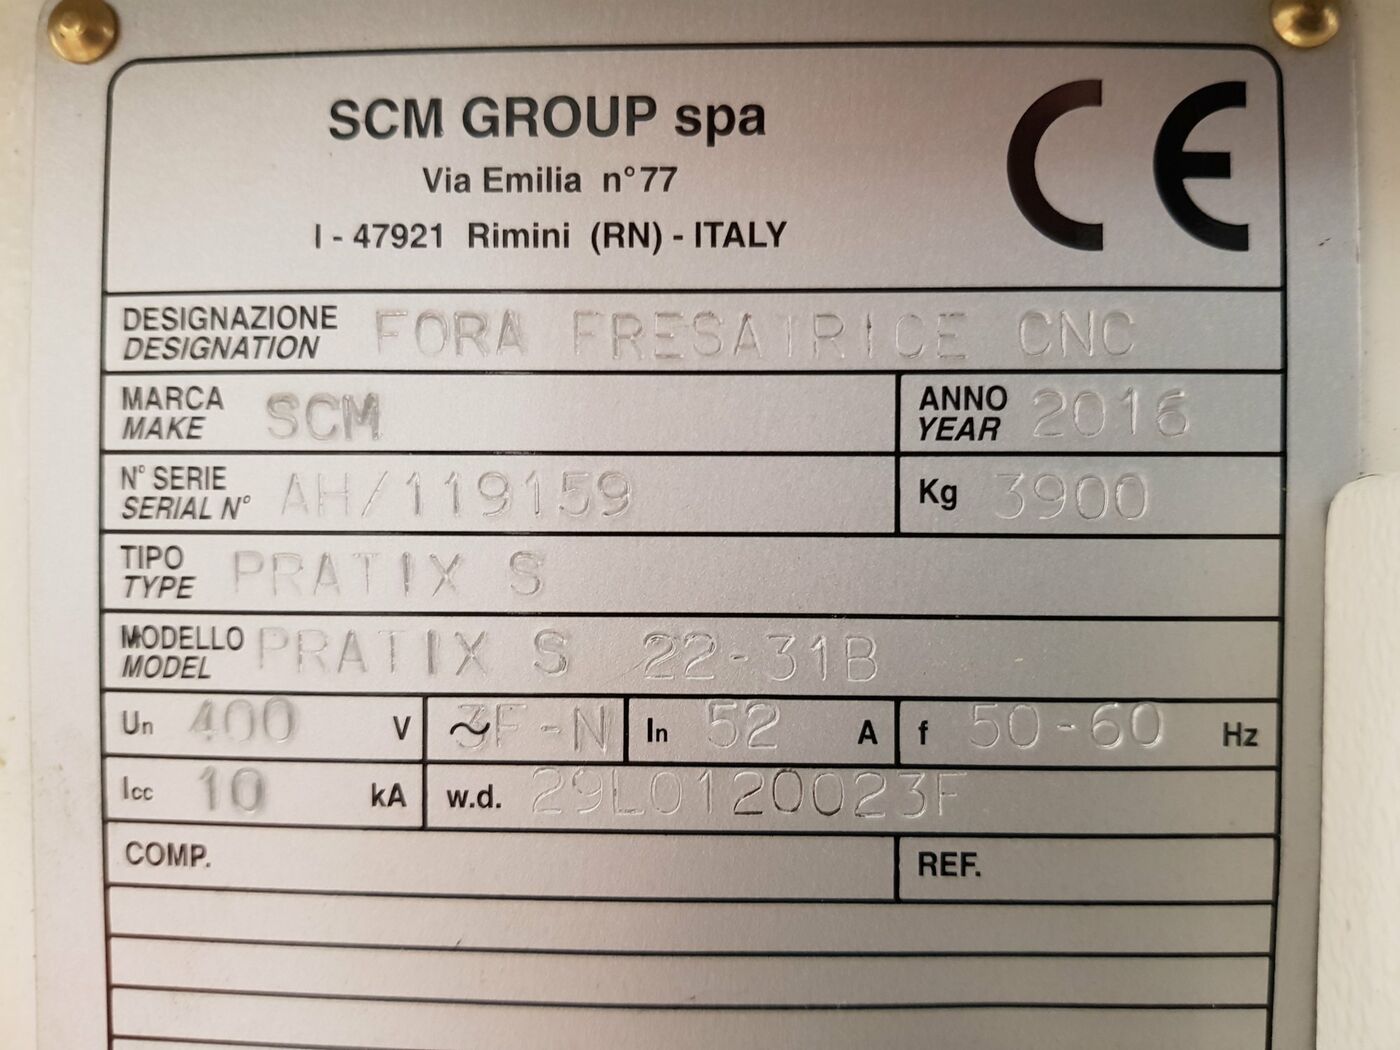 SCM GROUP spa
Via Emilia n°77
I - 47921 Rimini (RN) - ITALY
CE
DESIGNAZIONE
DESIGNATION
FORA FRESATRICE CNC
MARCA
MAKE
SCM
ANNO
YEAR
2016
N° SERIE
SERIAL N°
AH/119159
Kg 3900
TIPO
TYPE
PRATIX S
MODELLO
MODEL
PRATIX S 22-31B
Un 400 V
~ 3F-N
In 52 A
f 50-60 Hz
Icc 10 kA
w.d. 29L0120023F
COMP.
REF.